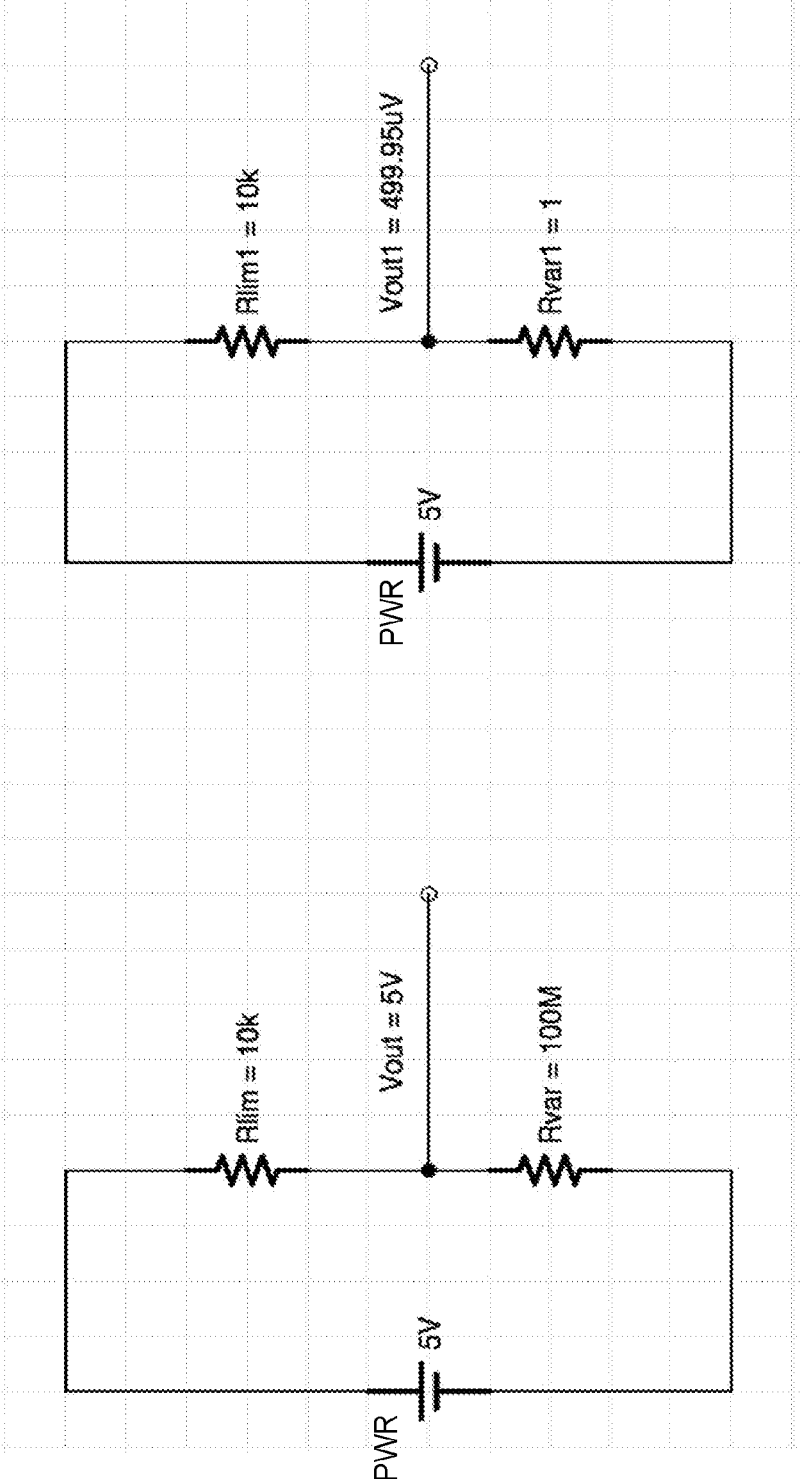 PWR
5V
Rlim = 10k
Vout = 5V
Rvar = 100M
PWR
5V
Rlim1 = 10k
Vout1 = 499.95uV
Rvar1 = 1